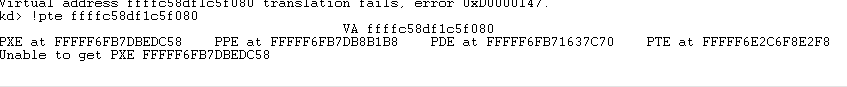 Virtual address ffffc58df1c5f080 translation fails, error 0xD0000147.
kd> !pte ffffc58df1c5f080
VA ffffc58df1c5f080
PXE at FFFFF6FB7DBEDC58 PPE at FFFFF6FB7DB8B1B8 PDE at FFFFF6FB71637C70 PTE at FFFFF6E2C6F8E2F8
Unable to get PXE FFFFF6FB7DBEDC58